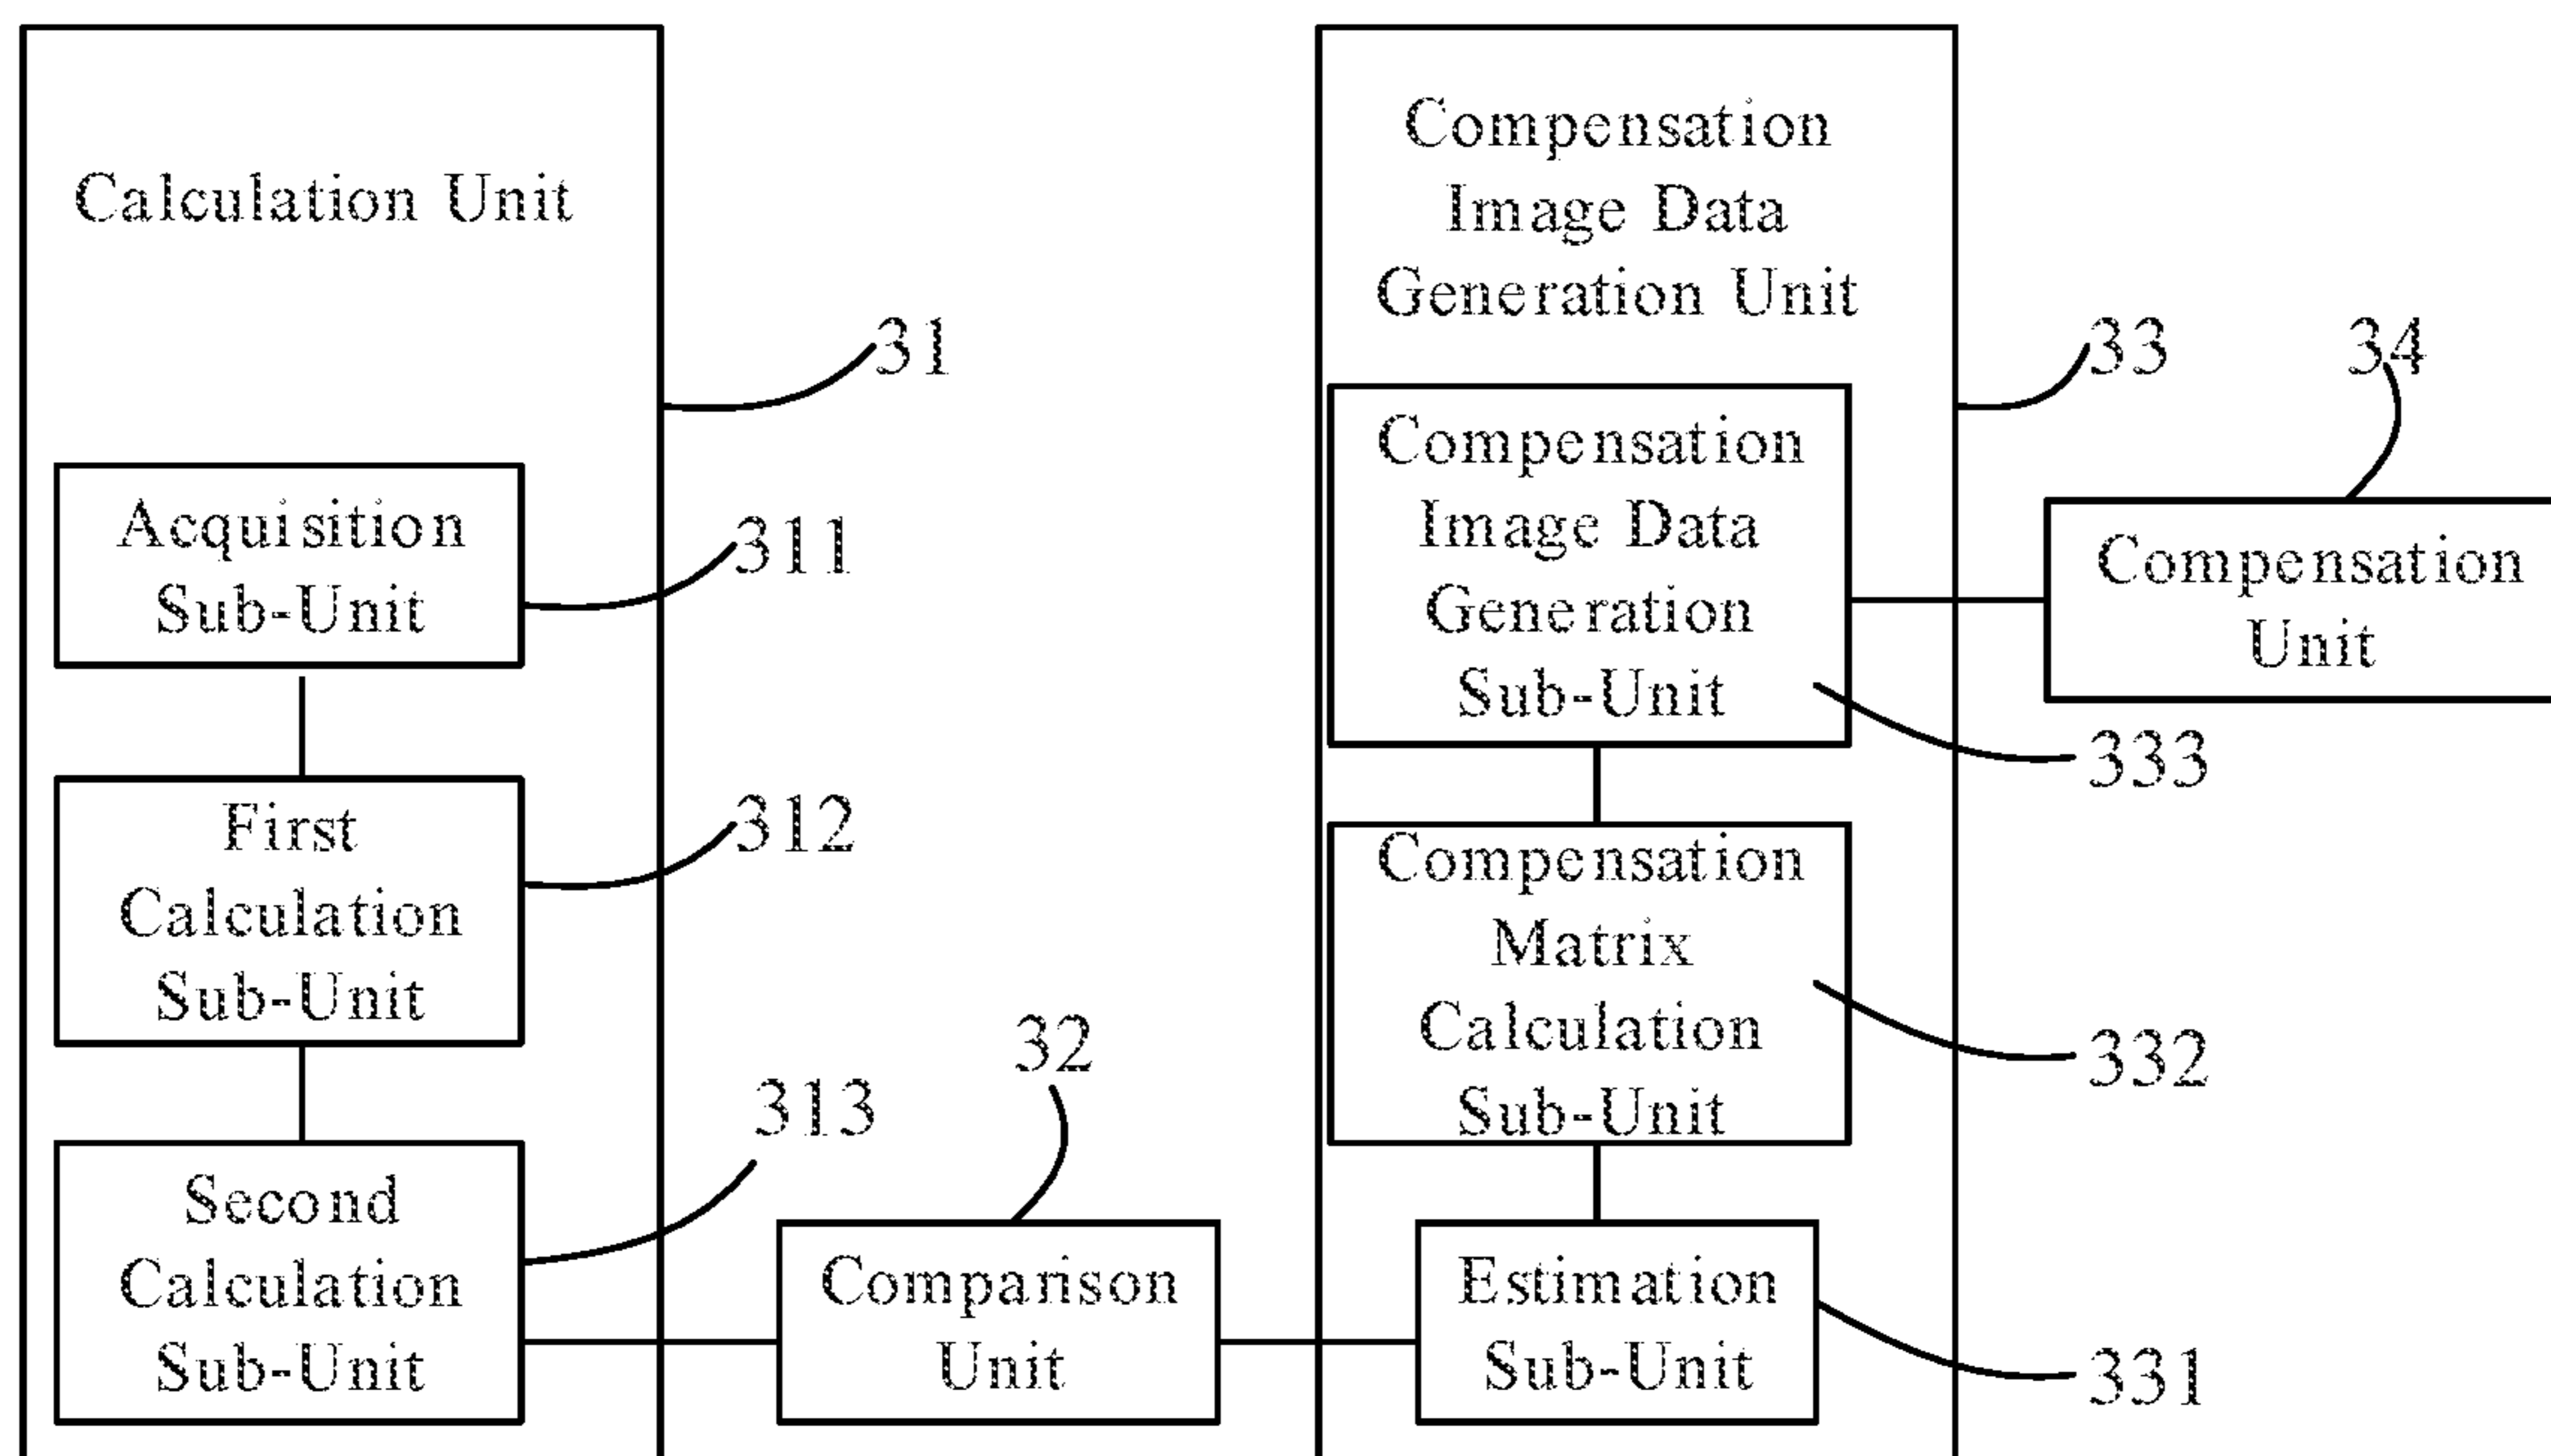 Calculation Unit
31
Acquisition
Sub-Unit
311
First
Calculation
Sub-Unit
312
Second
Calculation
Sub-Unit
313
Comparison
Unit
32
Compensation
Image Data
Generation Unit
33
Compensation
Image Data
Generation
Sub-Unit
333
Compensation
Matrix
Calculation
Sub-Unit
332
Estimation
Sub-Unit
331
34
Compensation
Unit